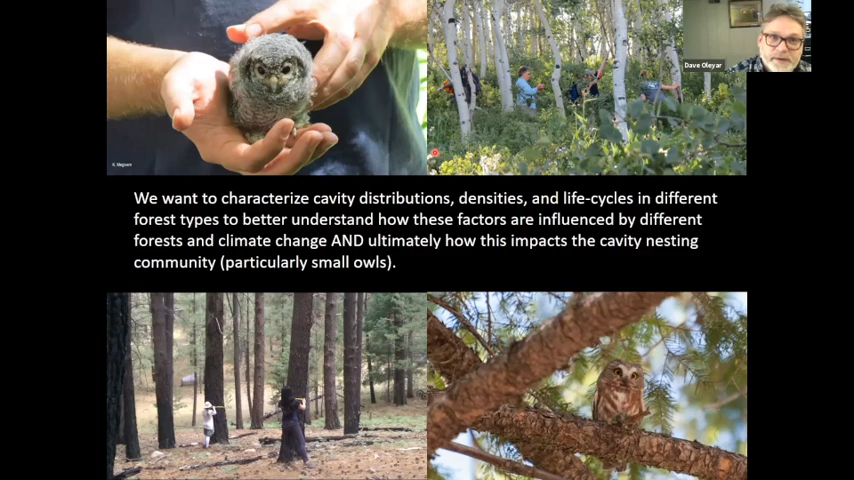 Dave Oleyar
K. Megown
We want to characterize cavity distributions, densities, and life-cycles in different
forest types to better understand how these factors are influenced by different
forests and climate change AND ultimately how this impacts the cavity nesting
community (particularly small owls).